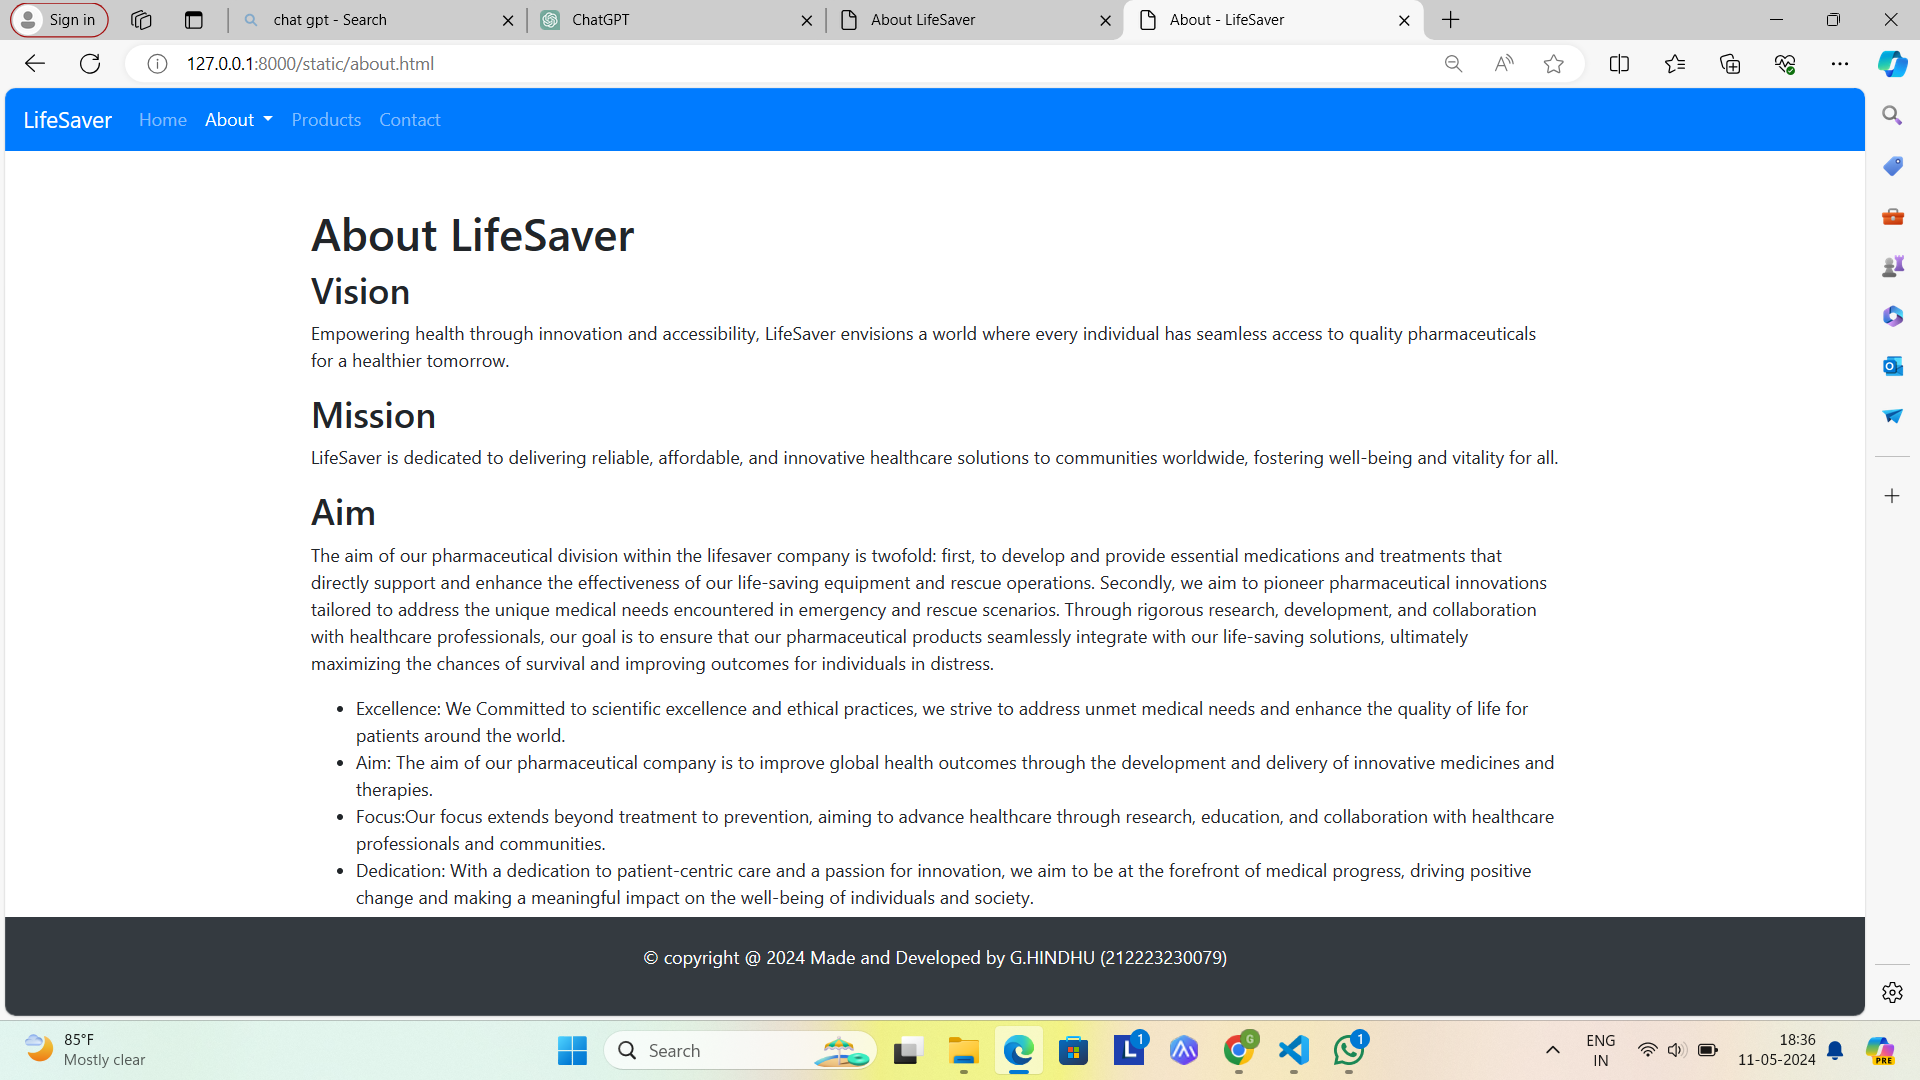 Sign in
chat gpt - Search
ChatGPT
About LifeSaver
About - LifeSaver
127.0.0.1:8000/static/about.html
LifeSaver Home About Products Contact
About LifeSaver
Vision
Empowering health through innovation and accessibility, LifeSaver envisions a world where every individual has seamless access to quality pharmaceuticals
for a healthier tomorrow.
Mission
LifeSaver is dedicated to delivering reliable, affordable, and innovative healthcare solutions to communities worldwide, fostering well-being and vitality for all.
Aim
The aim of our pharmaceutical division within the lifesaver company is twofold: first, to develop and provide essential medications and treatments that
directly support and enhance the effectiveness of our life-saving equipment and rescue operations. Secondly, we aim to pioneer pharmaceutical innovations
tailored to address the unique medical needs encountered in emergency and rescue scenarios. Through rigorous research, development, and collaboration
with healthcare professionals, our goal is to ensure that our pharmaceutical products seamlessly integrate with our life-saving solutions, ultimately
maximizing the chances of survival and improving outcomes for individuals in distress.
• Excellence: We Committed to scientific excellence and ethical practices, we strive to address unmet medical needs and enhance the quality of life for
patients around the world.
• Aim: The aim of our pharmaceutical company is to improve global health outcomes through the development and delivery of innovative medicines and
therapies.
• Focus:Our focus extends beyond treatment to prevention, aiming to advance healthcare through research, education, and collaboration with healthcare
professionals and communities.
• Dedication: With a dedication to patient-centric care and a passion for innovation, we aim to be at the forefront of medical progress, driving positive
change and making a meaningful impact on the well-being of individuals and society.
© copyright @ 2024 Made and Developed by G.HINDHU (212223230079)
85°F
Mostly clear
Search
L
1
G
1
ENG
IN
18:36
11-05-2024
PRE